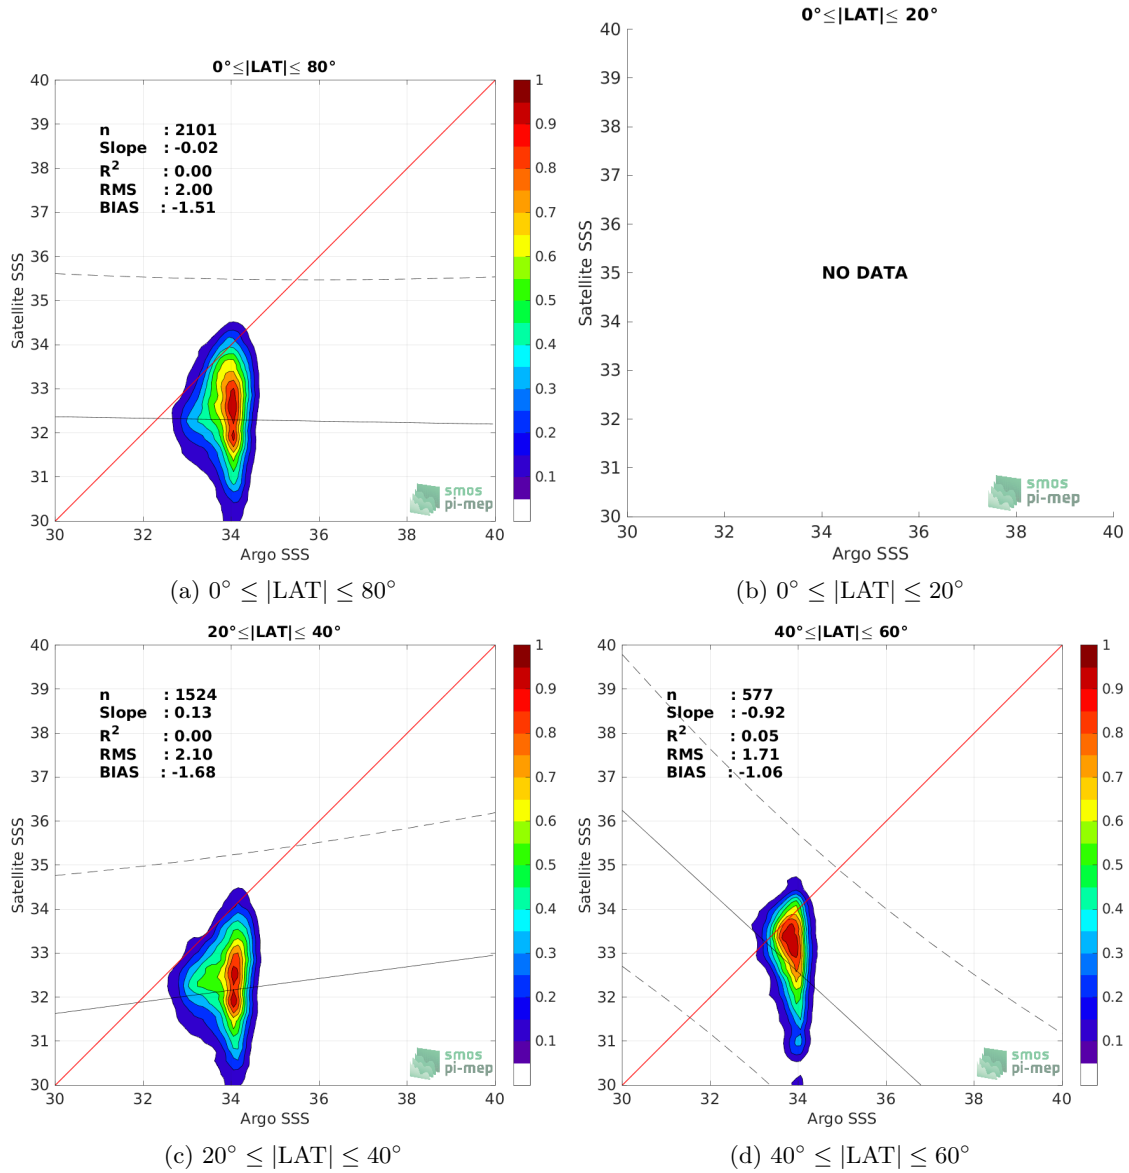 0°≤|LAT|≤ 80°
40
39
38
37
36
35
34
33
32
31
30
Satellite SSS
n : 2101
Slope : -0.02
R2 : 0.00
RMS : 2.00
BIAS : -1.51
smos
pi-mep
30 32 34 36 38 40
Argo SSS
1
0.9
0.8
0.7
0.6
0.5
0.4
0.3
0.2
0.1
(a) 0° ≤ |LAT| ≤ 80°
0°≤|LAT|≤ 20°
40
39
38
37
36
35
34
33
32
31
30
Satellite SSS
NO DATA
smos
pi-mep
30 32 34 36 38 40
Argo SSS
(b) 0° ≤ |LAT| ≤ 20°
20°≤|LAT|≤ 40°
40
39
38
37
36
35
34
33
32
31
30
Satellite SSS
n : 1524
Slope : 0.13
R2 : 0.00
RMS : 2.10
BIAS : -1.68
smos
pi-mep
30 32 34 36 38 40
Argo SSS
1
0.9
0.8
0.7
0.6
0.5
0.4
0.3
0.2
0.1
(c) 20° ≤ |LAT| ≤ 40°
40°≤|LAT|≤ 60°
40
39
38
37
36
35
34
33
32
31
30
Satellite SSS
n : 577
Slope : -0.92
R2 : 0.05
RMS : 1.71
BIAS : -1.06
smos
pi-mep
30 32 34 36 38 40
Argo SSS
1
0.9
0.8
0.7
0.6
0.5
0.4
0.3
0.2
0.1
(d) 40° ≤ |LAT| ≤ 60°